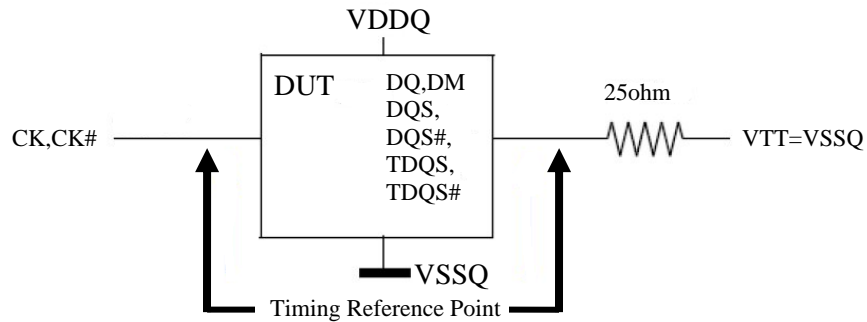 VDDQ
DUT
DQ,DM
DQS,
DQS#,
TDQS,
TDQS#
25ohm
CK,CK#
VTT=VSSQ
VSSQ
Timing Reference Point